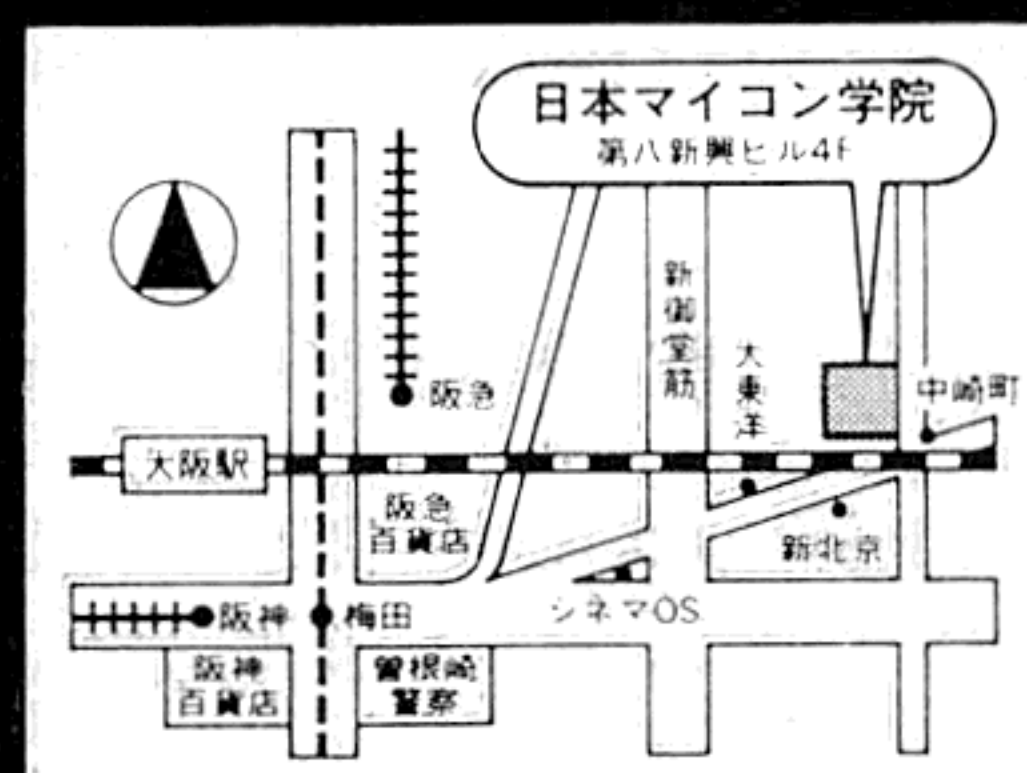 日本マイコン学院
第八新興ビル4F
新御堂筋
大東洋
中崎町
阪急
大阪駅
阪急
百貨店
新北京
シネマOS
阪神
梅田
阪神
百貨店
曽根崎
警察